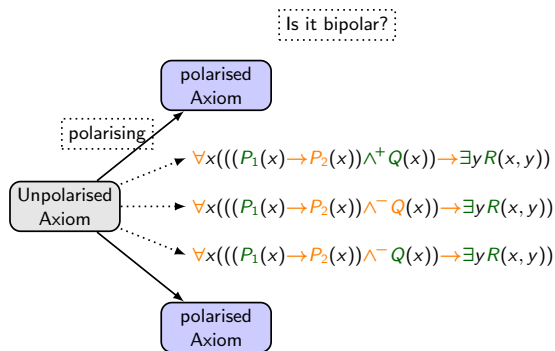 Is it bipolar?
polarised
Axiom
polarising
∀x(((P₁(x)→P₂(x))∧⁺Q(x))→∃yR(x, y))
Unpolarised
Axiom
∀x(((P₁(x)→P₂(x))∧⁻Q(x))→∃yR(x, y))
∀x(((P₁(x)→P₂(x))∧⁻Q(x))→∃yR(x, y))
polarised
Axiom